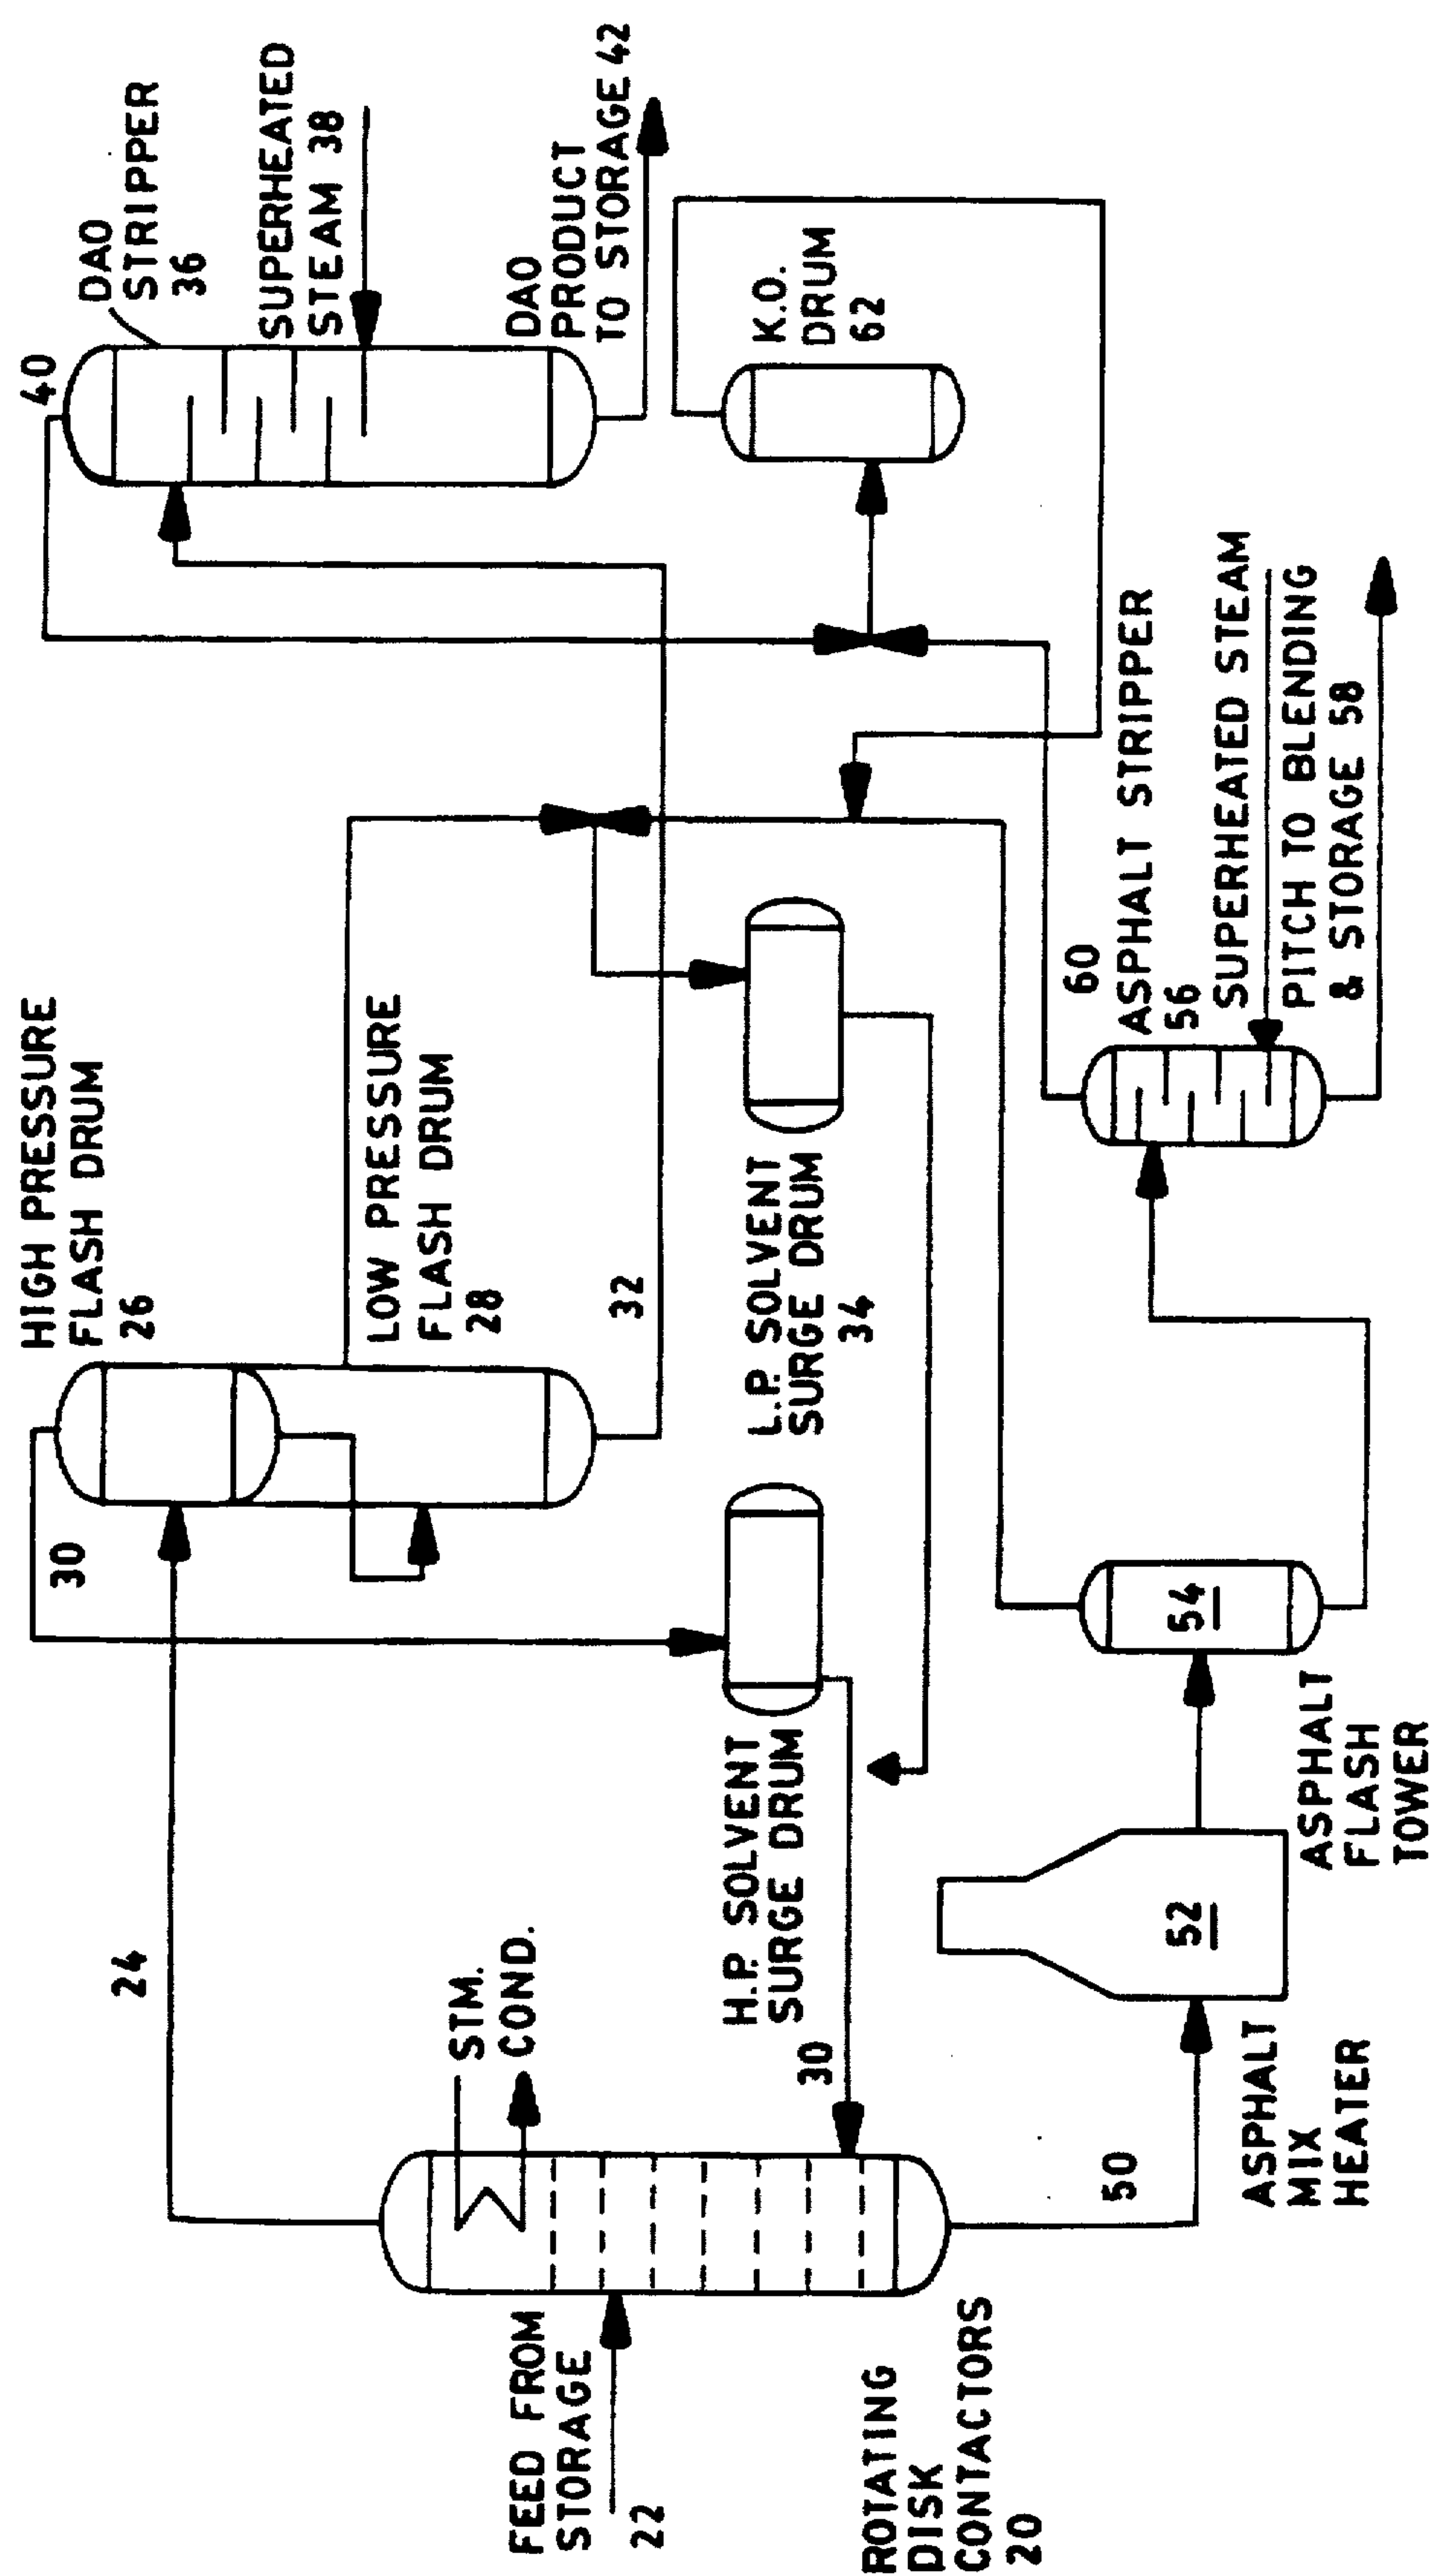 FEED FROM
STORAGE
22
ROTATING
DISK
CONTACTORS
20
24
STM.
COND.
30
HIGH PRESSURE
FLASH DRUM
26
LOW PRESSURE
FLASH DRUM
28
32
H.P. SOLVENT
SURGE DRUM
30
L.P. SOLVENT
SURGE DRUM
34
50
ASPHALT
MIX
HEATER
52
54
ASPHALT
FLASH
TOWER
60
ASPHALT STRIPPER
56
SUPERHEATED STEAM
PITCH TO BLENDING
& STORAGE 58
40
DAO
STRIPPER
36
SUPERHEATED
STEAM 38
DAO
PRODUCT
TO STORAGE 42
K.O.
DRUM
62